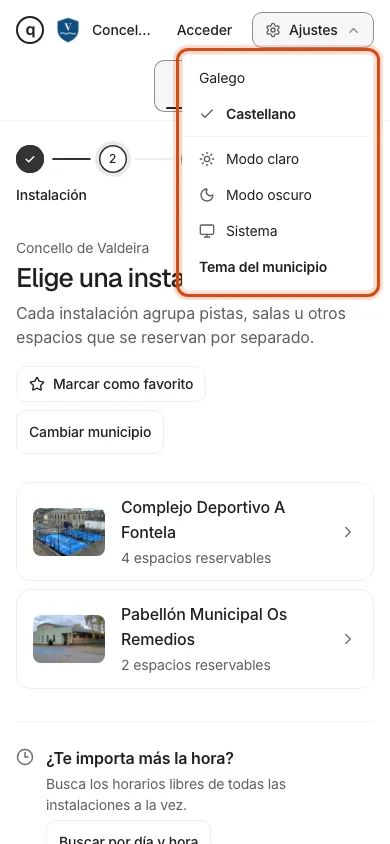 q
V
Concel...
Acceder
Ajustes
Galego
Castellano
Modo claro
Modo oscuro
Sistema
Tema del municipio
2
Instalación
Concello de Valdeira
Elige una insta
Cada instalación agrupa pistas, salas u otros
espacios que se reservan por separado.
Marcar como favorito
Cambiar municipio
Complejo Deportivo A
Fontela
4 espacios reservables
Pabellón Municipal Os
Remedios
2 espacios reservables
¿Te importa más la hora?
Busca los horarios libres de todas las
instalaciones a la vez.
Buscar por día y hora